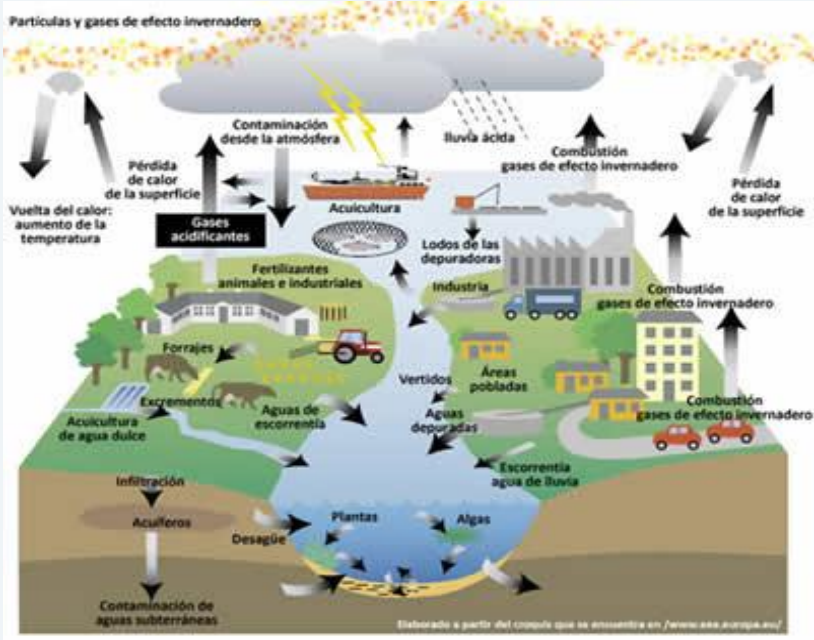 Partículas y gases de efecto invernadero
Contaminación
desde la atmósfera
lluvia ácida
Combustión
gases de efecto invernadero
Pérdida
de calor
de la superficie
Vuelta del calor:
aumento de la
temperatura
Gases
acidificantes
Acuicultura
Pérdida
de calor
de la superficie
Lodos de las
depuradoras
Fertilizantes
animales e industriales
Industria
Combustión
gases de efecto invernadero
Forrajes
Vertidos
Áreas
pobladas
Excrementos
Acuicultura
de agua dulce
Aguas de
escorrentía
Aguas
depuradas
Combustión
gases de efecto invernadero
Escorrentía
agua de lluvia
Infiltración
Acuíferos
Desagüe
Plantas
Algas
Contaminación de
aguas subterráneas
Elaborado a partir del croquis que se encuentra en /www.eea.europa.eu/